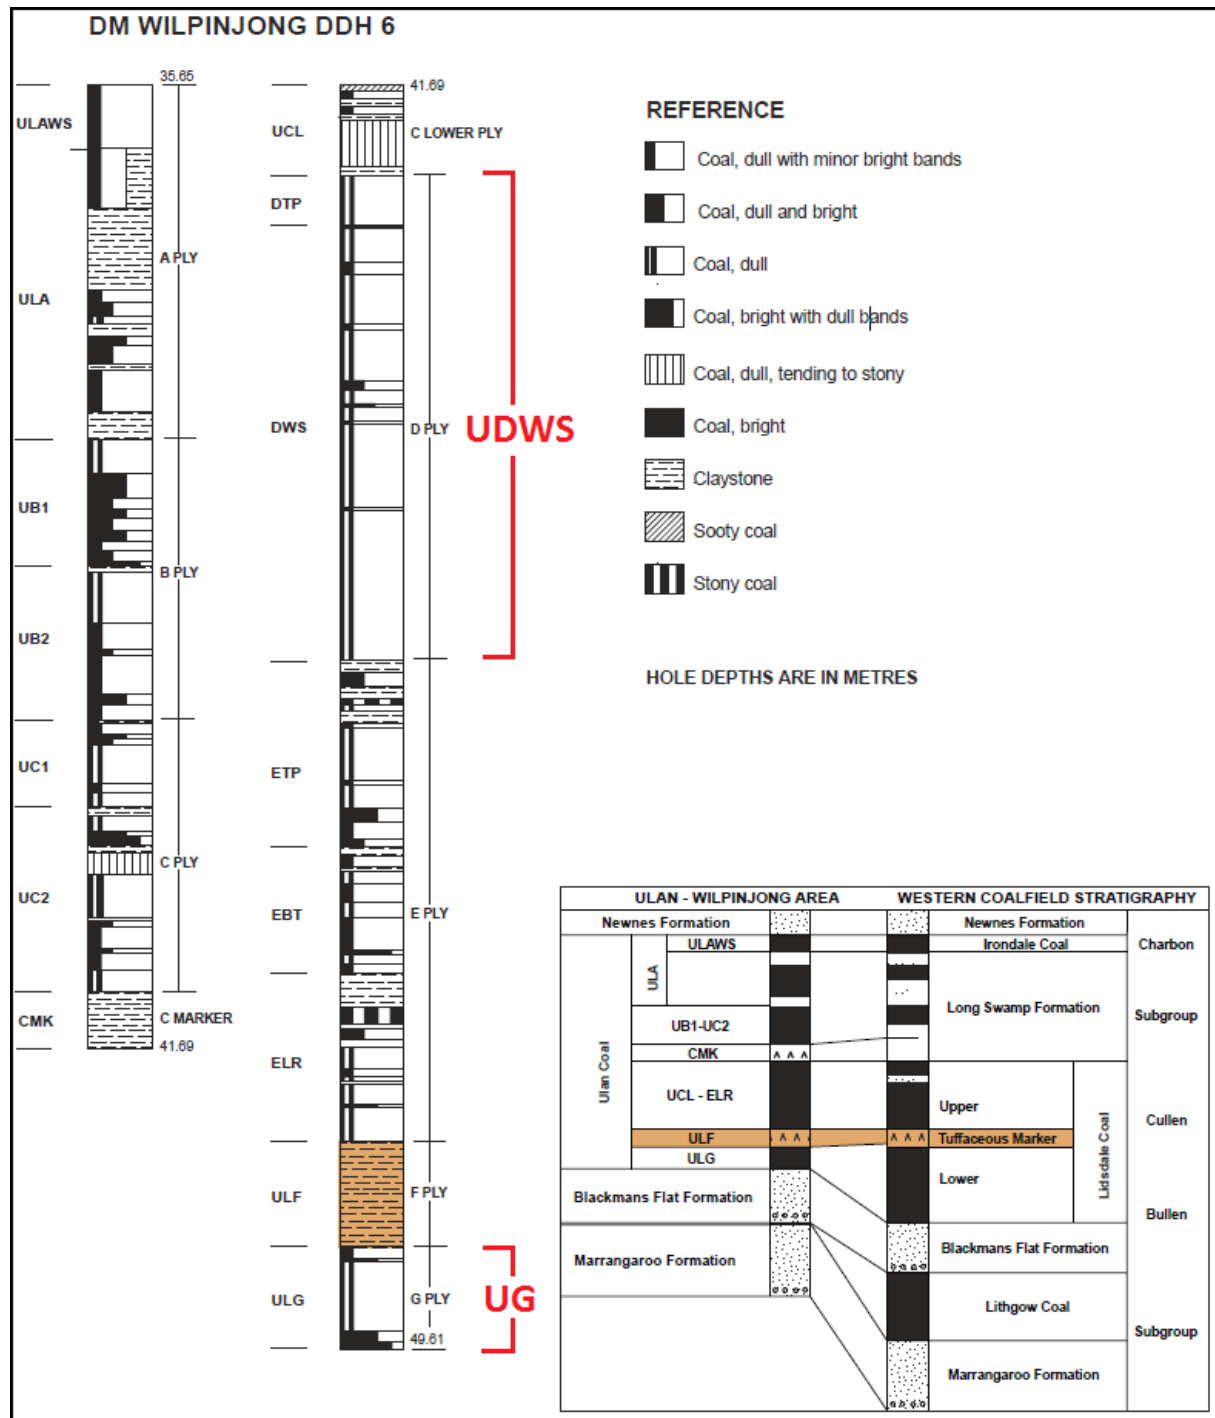 DM WILPINJONG DDH 6
35.65
ULAWS
A PLY
ULA
UB1
B PLY
UB2
UC1
C PLY
UC2
CMK
C MARKER
41.69
41.69
UCL
C LOWER PLY
DTP
DWS
D PLY
UDWS
ETP
EBT
E PLY
ELR
ULF
F PLY
ULG
G PLY
UG
49.61
REFERENCE
Coal, dull with minor bright bands
Coal, dull and bright
Coal, dull
Coal, bright with dull bands
Coal, dull, tending to stony
Coal, bright
Claystone
Sooty coal
Stony coal
HOLE DEPTHS ARE IN METRES
ULAN - WILPINJONG AREA
WESTERN COALFIELD STRATIGRAPHY
Newnes Formation
Newnes Formation
ULAWS
Irondale Coal
Charbon
ULA
Long Swamp Formation
Subgroup
UB1-UC2
CMK
Ulan Coal
UCL - ELR
Upper
Cullen
ULF
Tuffaceous Marker
Lidsdale Coal
ULG
Lower
Blackmans Flat Formation
Bullen
Marrangaroo Formation
Blackmans Flat Formation
Lithgow Coal
Subgroup
Marrangaroo Formation